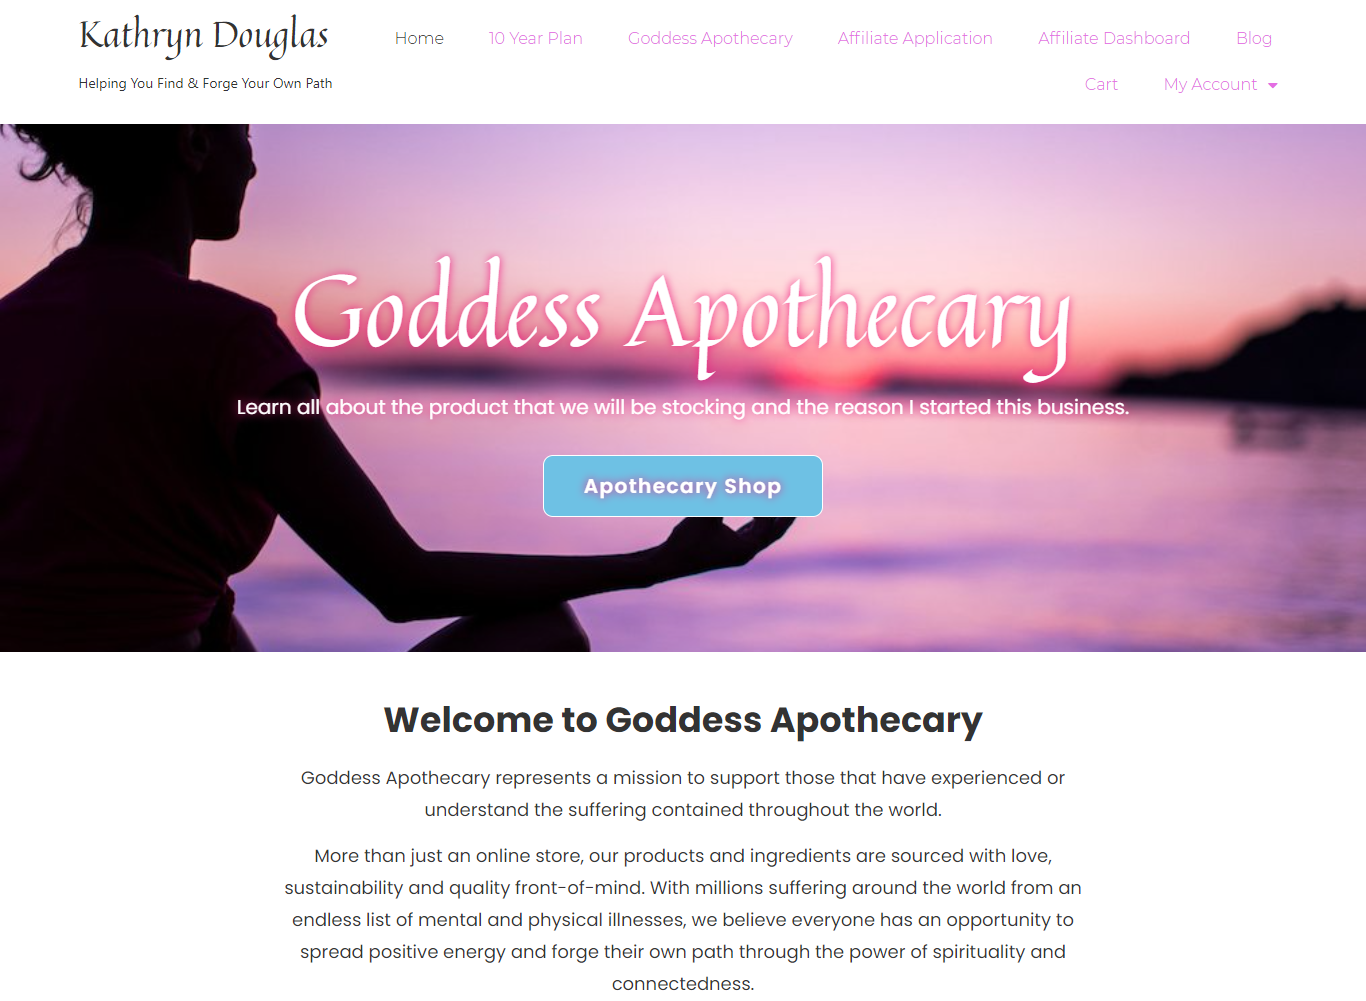 Kathryn Douglas
Helping You Find & Forge Your Own Path
Home
10 Year Plan
Goddess Apothecary
Affiliate Application
Affiliate Dashboard
Blog
Cart
My Account
Goddess Apothecary
Learn all about the product that we will be stocking and the reason I started this business.
Apothecary Shop
Welcome to Goddess Apothecary
Goddess Apothecary represents a mission to support those that have experienced or
understand the suffering contained throughout the world.
More than just an online store, our products and ingredients are sourced with love,
sustainability and quality front-of-mind. With millions suffering around the world from an
endless list of mental and physical illnesses, we believe everyone has an opportunity to
spread positive energy and forge their own path through the power of spirituality and
connectedness.